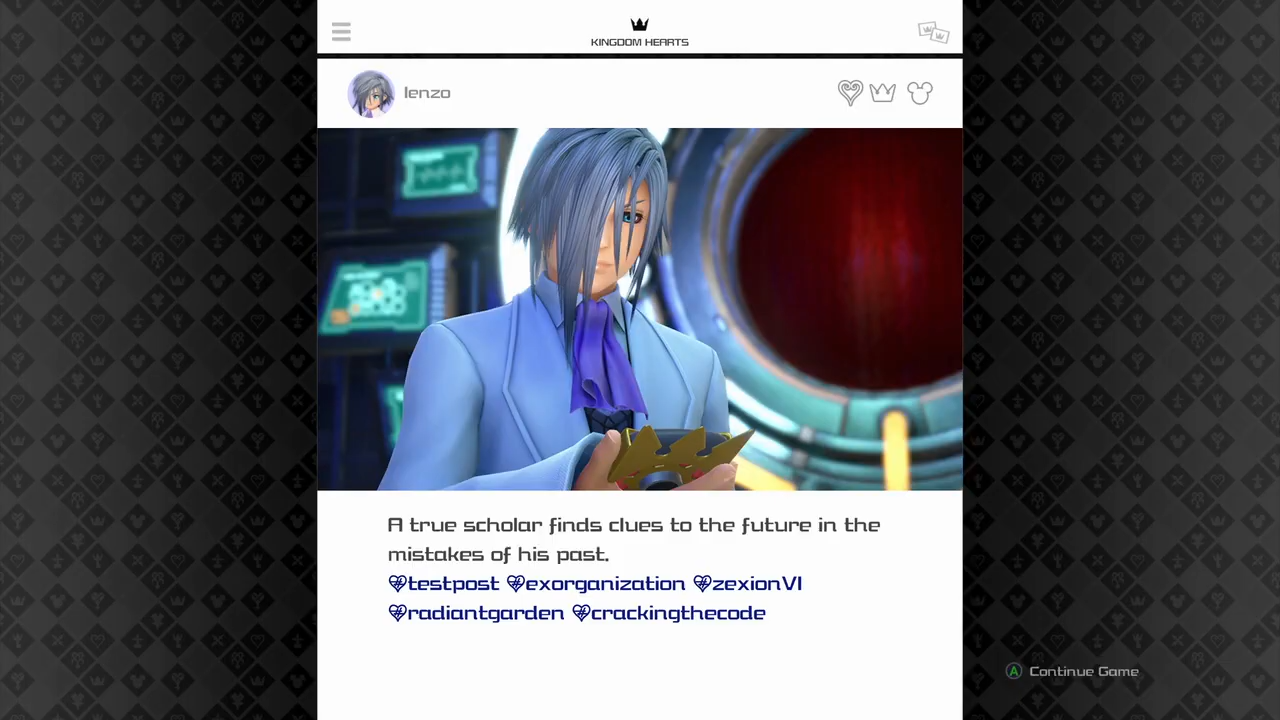 KINGDOM HEARTS
Ienzo
A true scholar finds clues to the future in the
mistakes of his past.
#testpost #exorganization #zexionVI
#radiantgarden #crackingthecode
A Continue Game